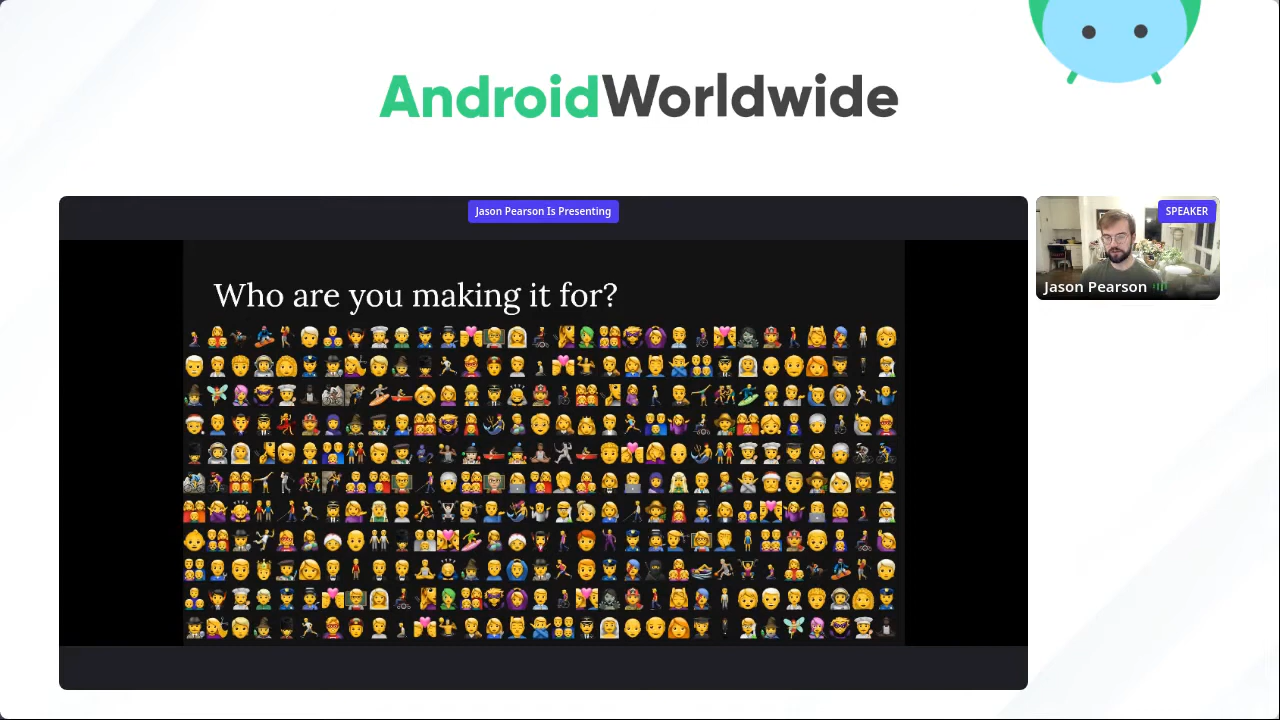 AndroidWorldwide
Jason Pearson Is Presenting
SPEAKER
Jason Pearson
Who are you making it for?